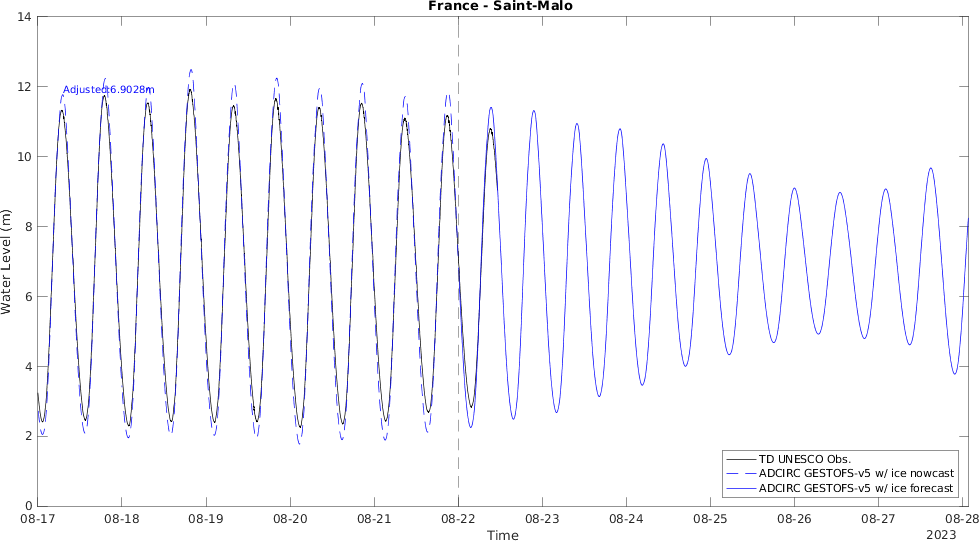 France - Saint-Malo
14
12
10
8
6
4
2
0
Water Level (m)
Adjusted:6.9028m
TD UNESCO Obs.
ADCIRC GESTOFS-v5 w/ ice nowcast
ADCIRC GESTOFS-v5 w/ ice forecast
08-17 08-18 08-19 08-20 08-21 08-22 08-23 08-24 08-25 08-26 08-27 08-28
Time
2023